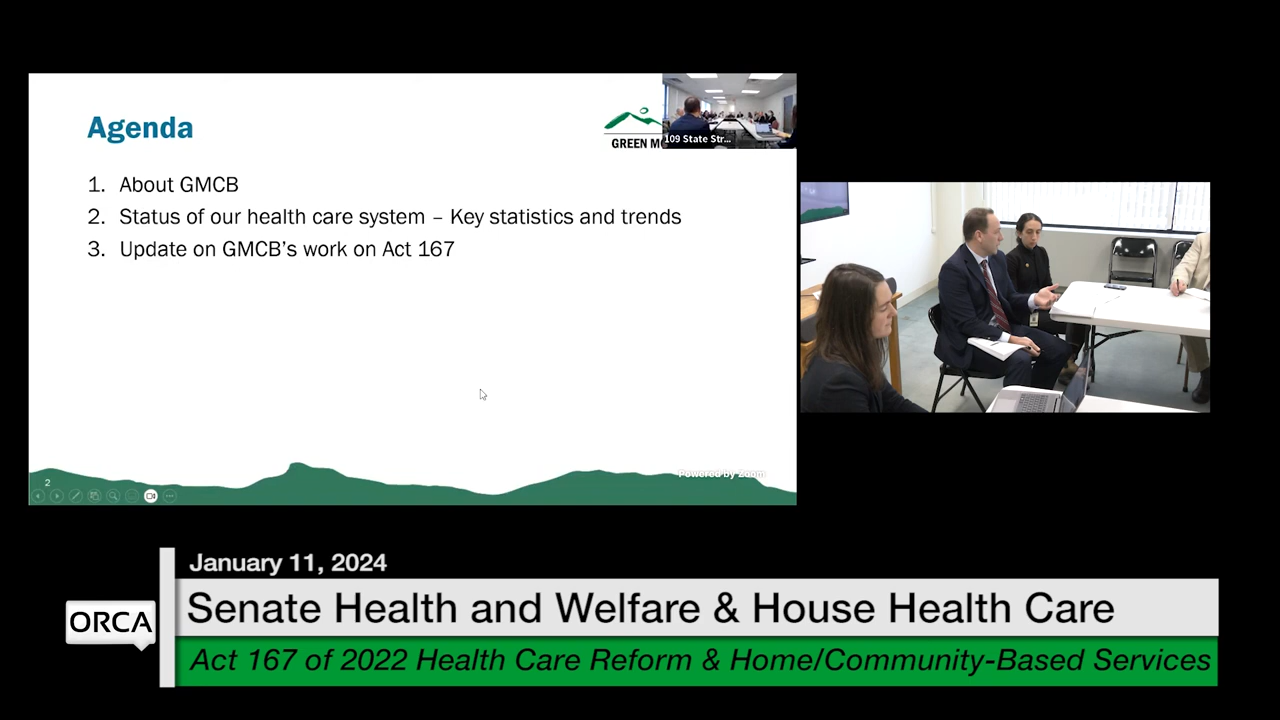 Agenda
GREEN MO
109 State Str...
1. About GMCB
2. Status of our health care system – Key statistics and trends
3. Update on GMCB's work on Act 167
Powered by Zoom
2
January 11, 2024
ORCA
Senate Health and Welfare & House Health Care
Act 167 of 2022 Health Care Reform & Home/Community-Based Services